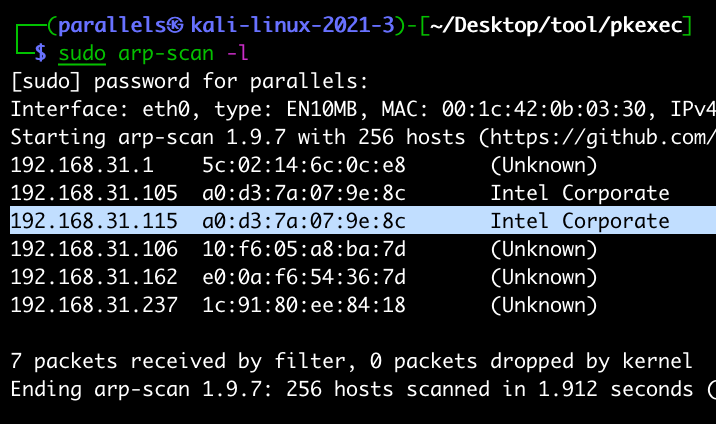 ┌──(parallels㉿kali-linux-2021-3)-[~/Desktop/tool/pkexec]
└─$ sudo arp-scan -l
[sudo] password for parallels:
Interface: eth0, type: EN10MB, MAC: 00:1c:42:0b:03:30, IPv4
Starting arp-scan 1.9.7 with 256 hosts (https://github.com/
192.168.31.1    5c:02:14:6c:0c:e8       (Unknown)
192.168.31.105  a0:d3:7a:07:9e:8c       Intel Corporate
192.168.31.115  a0:d3:7a:07:9e:8c       Intel Corporate
192.168.31.106  10:f6:05:a8:ba:7d       (Unknown)
192.168.31.162  e0:0a:f6:54:36:7d       (Unknown)
192.168.31.237  1c:91:80:ee:84:18       (Unknown)
7 packets received by filter, 0 packets dropped by kernel
Ending arp-scan 1.9.7: 256 hosts scanned in 1.912 seconds (